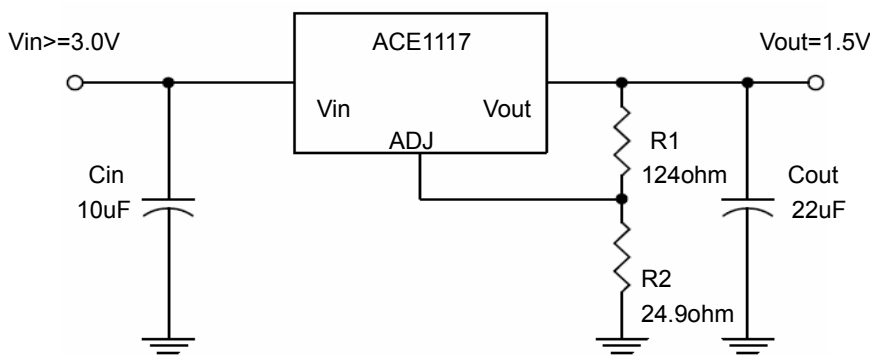 Vin>=3.0V
ACE1117
Vout=1.5V
Vin
Vout
ADJ
R1
124ohm
Cin
10uF
Cout
22uF
R2
24.9ohm